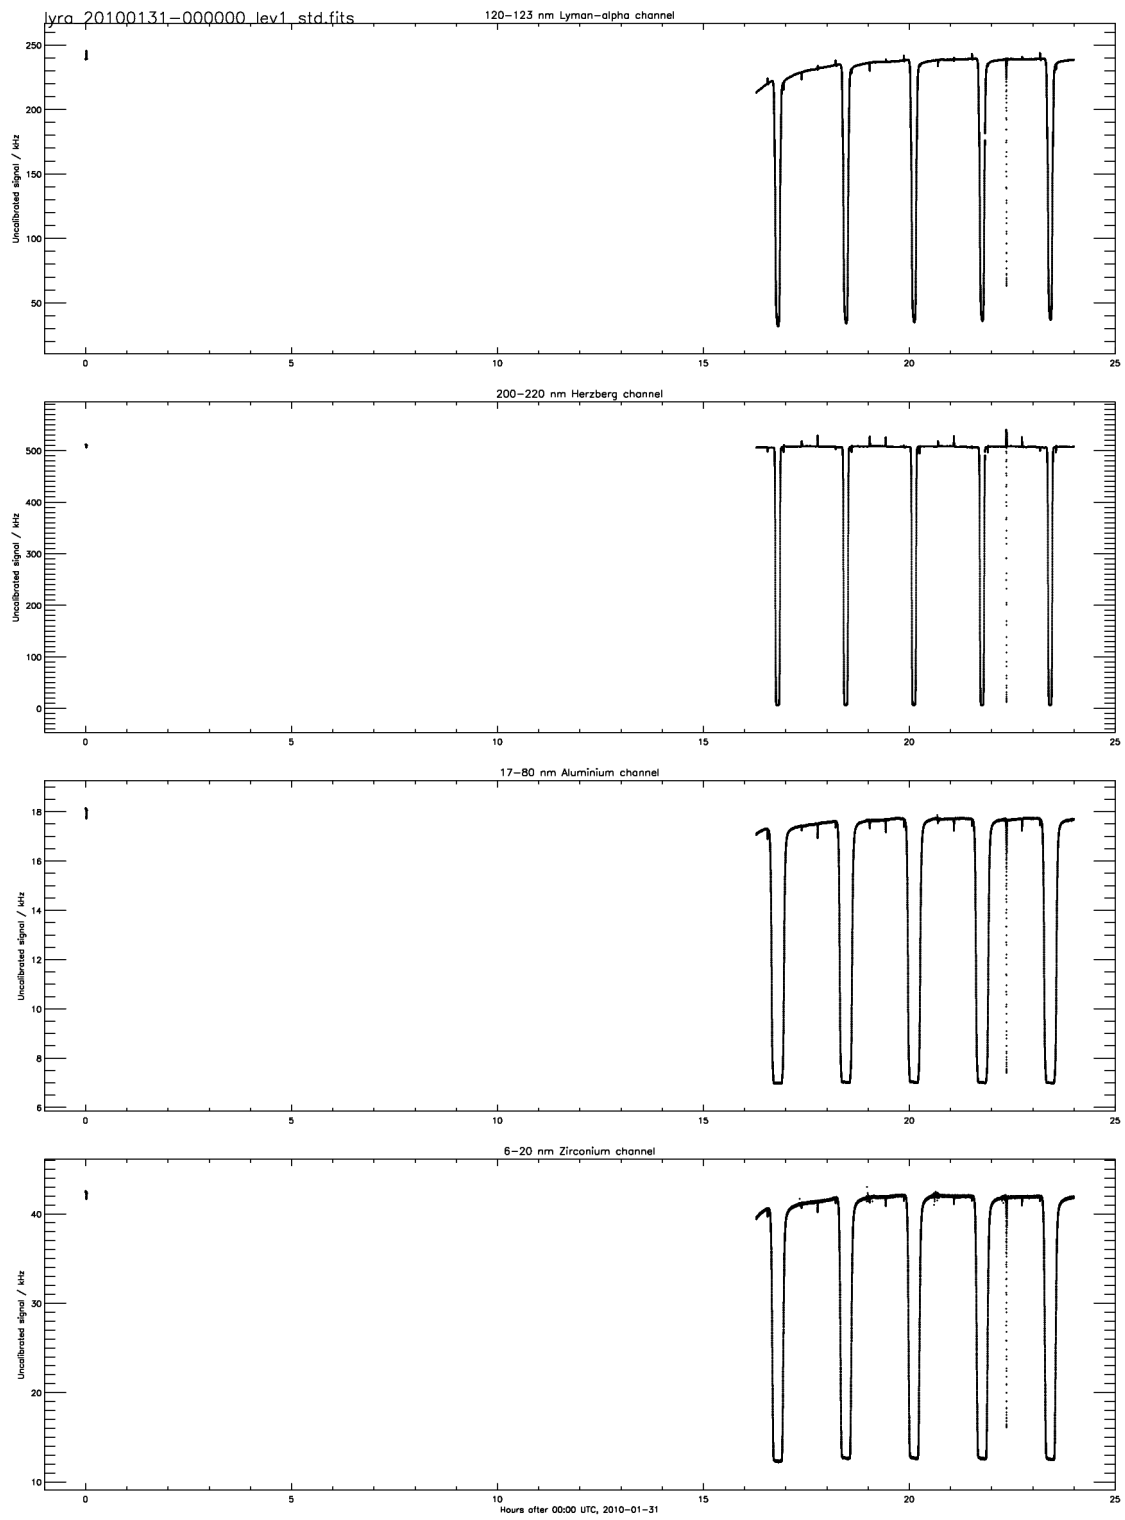 lyra_20100131-000000_lev1_std.fits
120-123 nm Lyman-alpha channel
250
200
150
100
50
Uncalibrated signal / kHz
0 5 10 15 20 25
200-220 nm Herzberg channel
500
400
300
200
100
0
Uncalibrated signal / kHz
0 5 10 15 20 25
17-80 nm Aluminium channel
18
16
14
12
10
8
6
Uncalibrated signal / kHz
0 5 10 15 20 25
6-20 nm Zirconium channel
40
30
20
10
Uncalibrated signal / kHz
0 5 10 15 20 25
Hours after 00:00 UTC, 2010-01-31